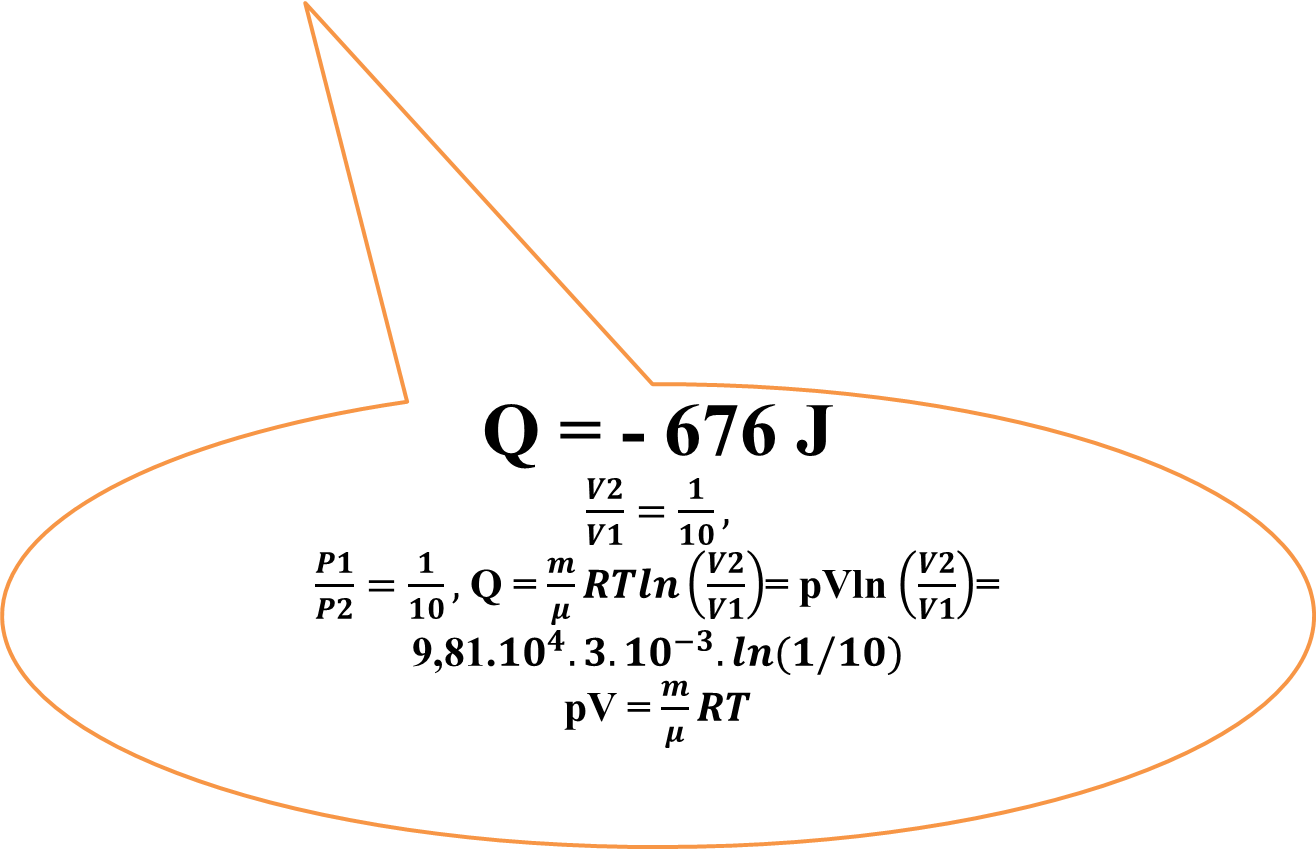 Q = - 676 J
V2/V1 = 1/10,
P1/P2 = 1/10, Q = m/μ RTln (V2/V1)= pVln (V2/V1)=
9,81.10⁴.3.10⁻³.ln(1/10)
pV = m/μ RT